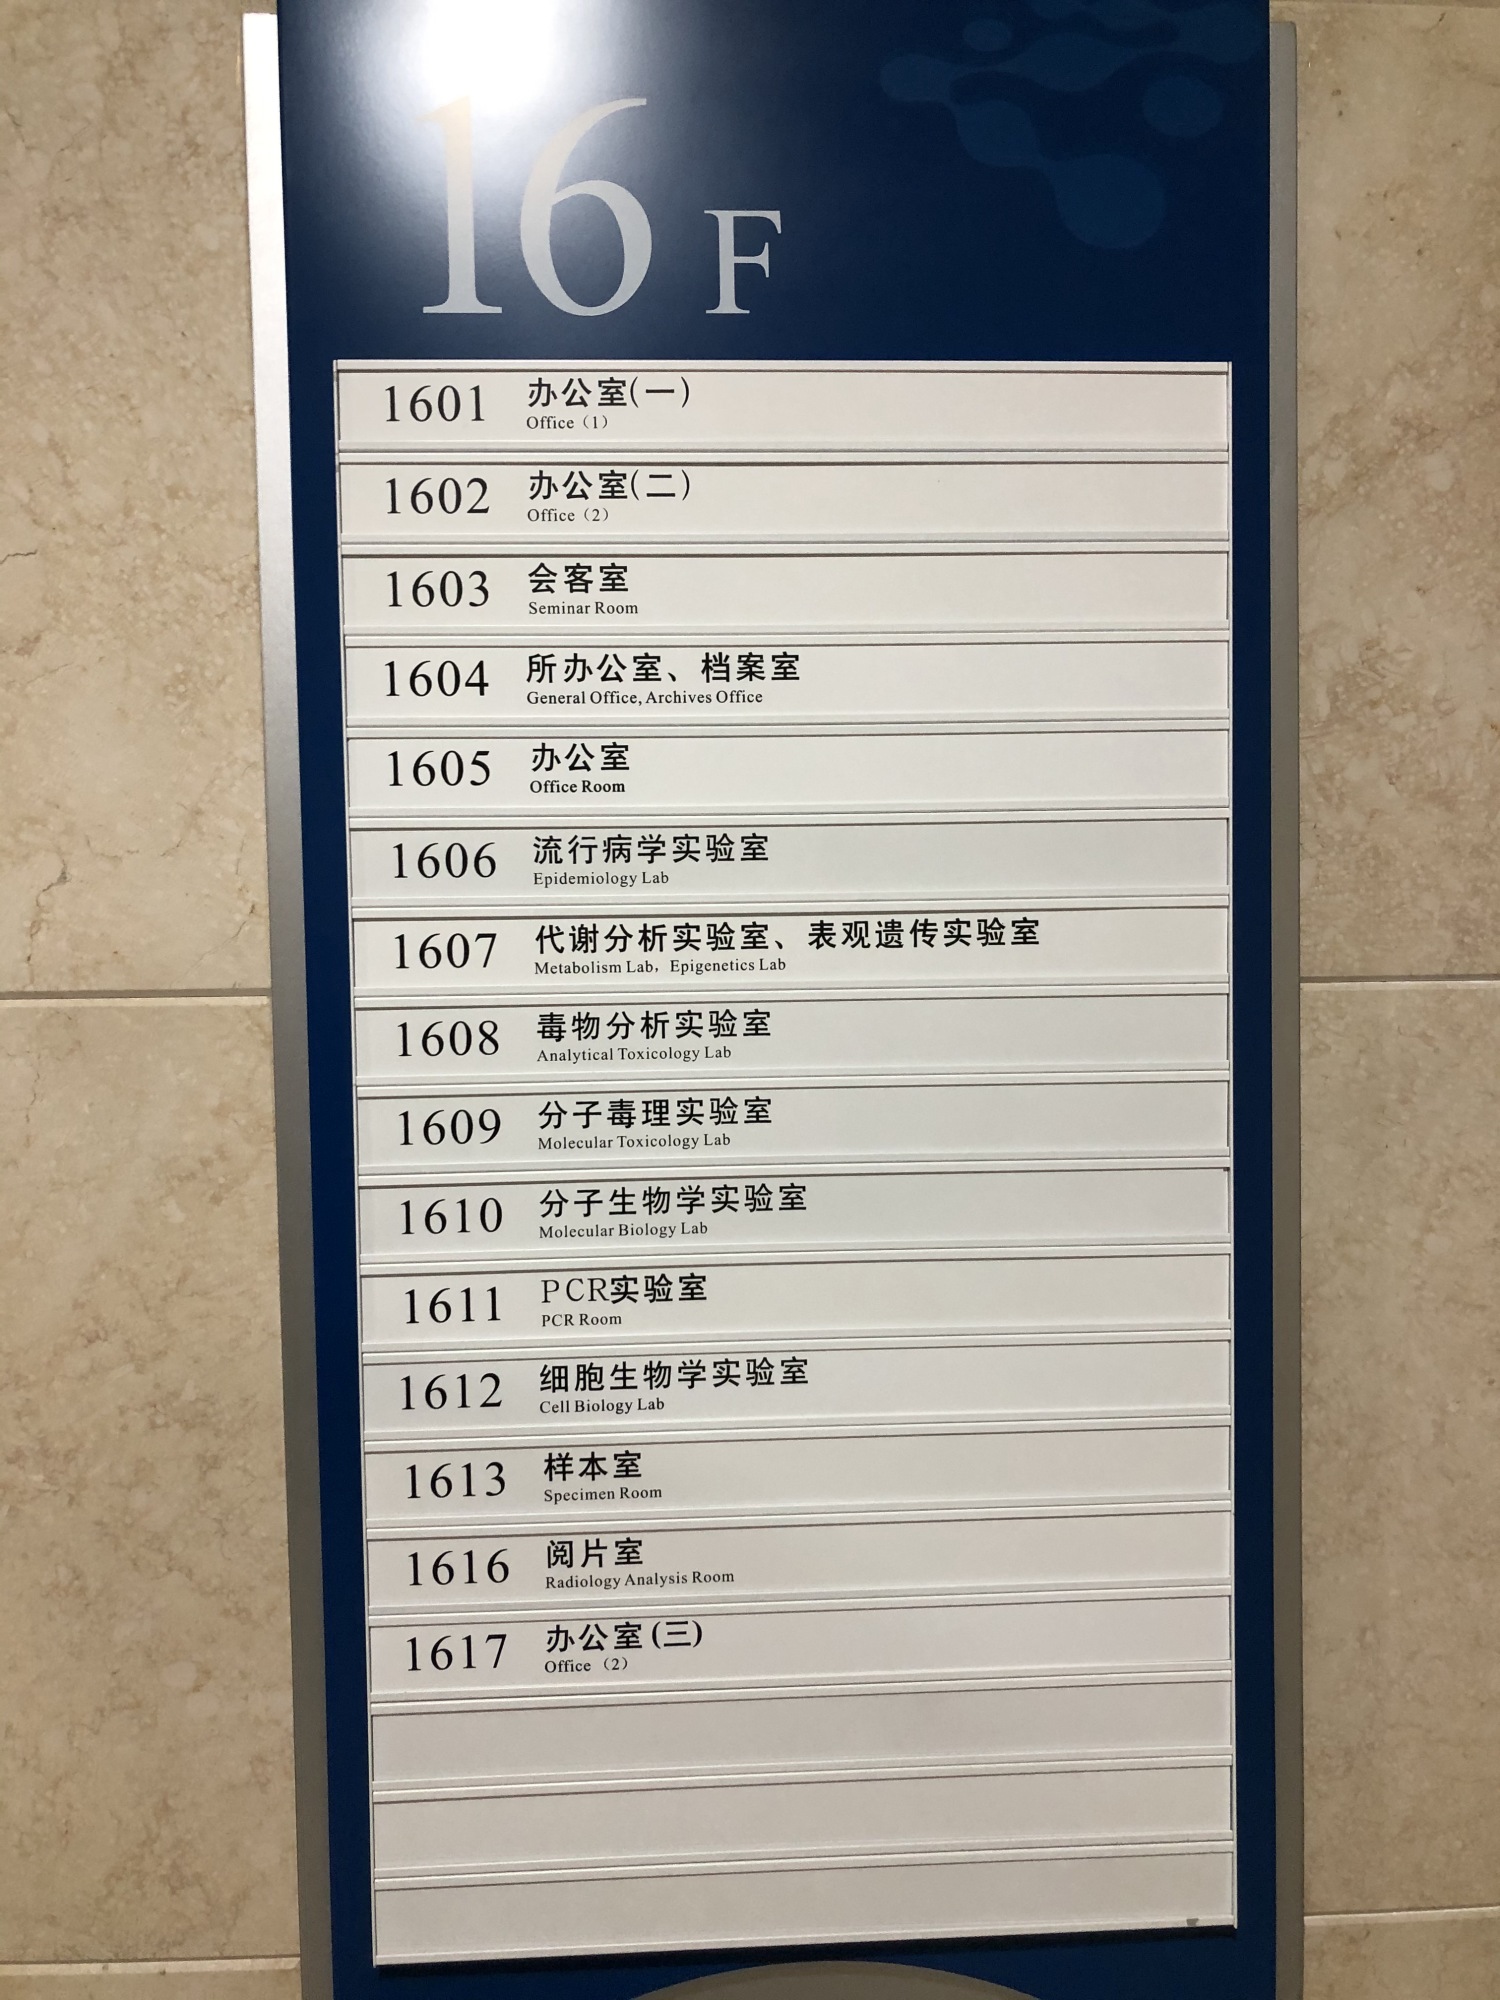 16 F
1601 办公室(一)
Office（1）
1602 办公室(二)
Office（2）
1603 会客室
Seminar Room
1604 所办公室、档案室
General Office, Archives Office
1605 办公室
Office Room
1606 流行病学实验室
Epidemiology Lab
1607 代谢分析实验室、表观遗传实验室
Metabolism Lab，Epigenetics Lab
1608 毒物分析实验室
Analytical Toxicology Lab
1609 分子毒理实验室
Molecular Toxicology Lab
1610 分子生物学实验室
Molecular Biology Lab
1611 PCR实验室
PCR Room
1612 细胞生物学实验室
Cell Biology Lab
1613 样本室
Specimen Room
1616 阅片室
Radiology Analysis Room
1617 办公室(三)
Office （2）